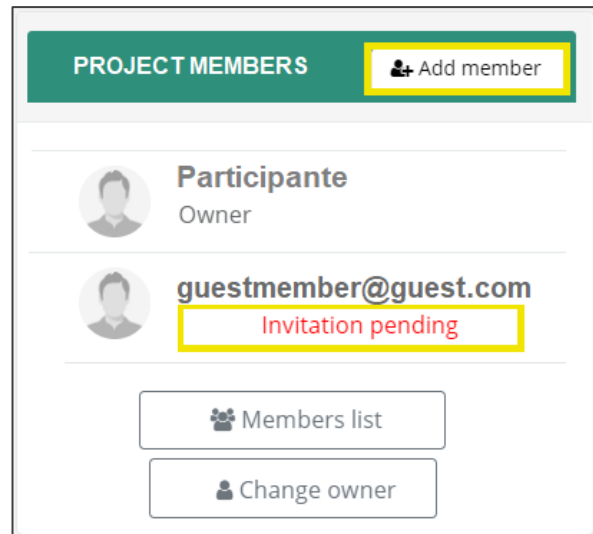 PROJECT MEMBERS Add member
Participante
Owner
guestmember@guest.com
Invitation pending
Members list
Change owner